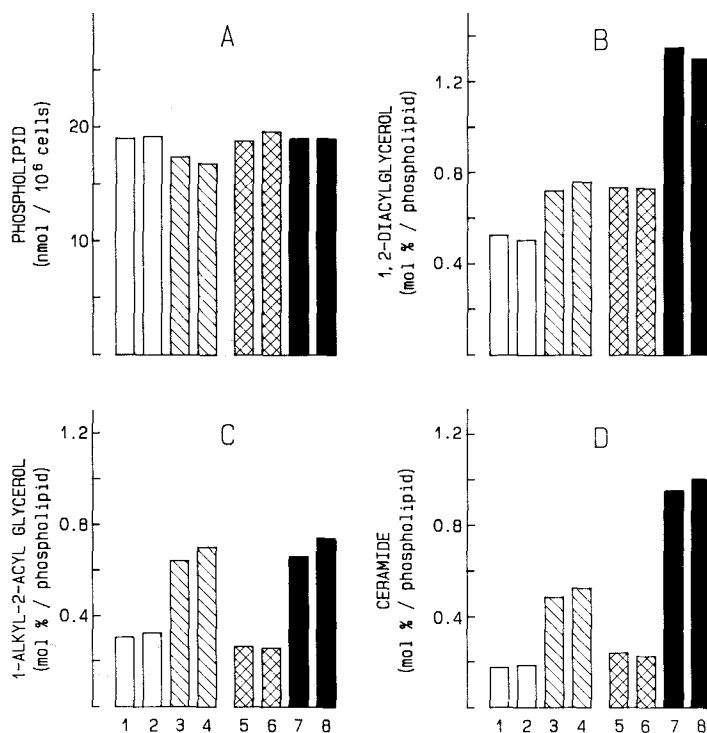 A
PHOSPHOLIPID
(nmol / 10⁶ cells)
20
10
B
1,2-DIACYLGLYCEROL
(mol % / phospholipid)
1.2
0.8
0.4
C
1-ALKYL-2-ACYL GLYCEROL
(mol % / phospholipid)
1.2
0.8
0.4
1 2 3 4 5 6 7 8
D
CERAMIDE
(mol % / phospholipid)
1.2
0.8
0.4
1 2 3 4 5 6 7 8